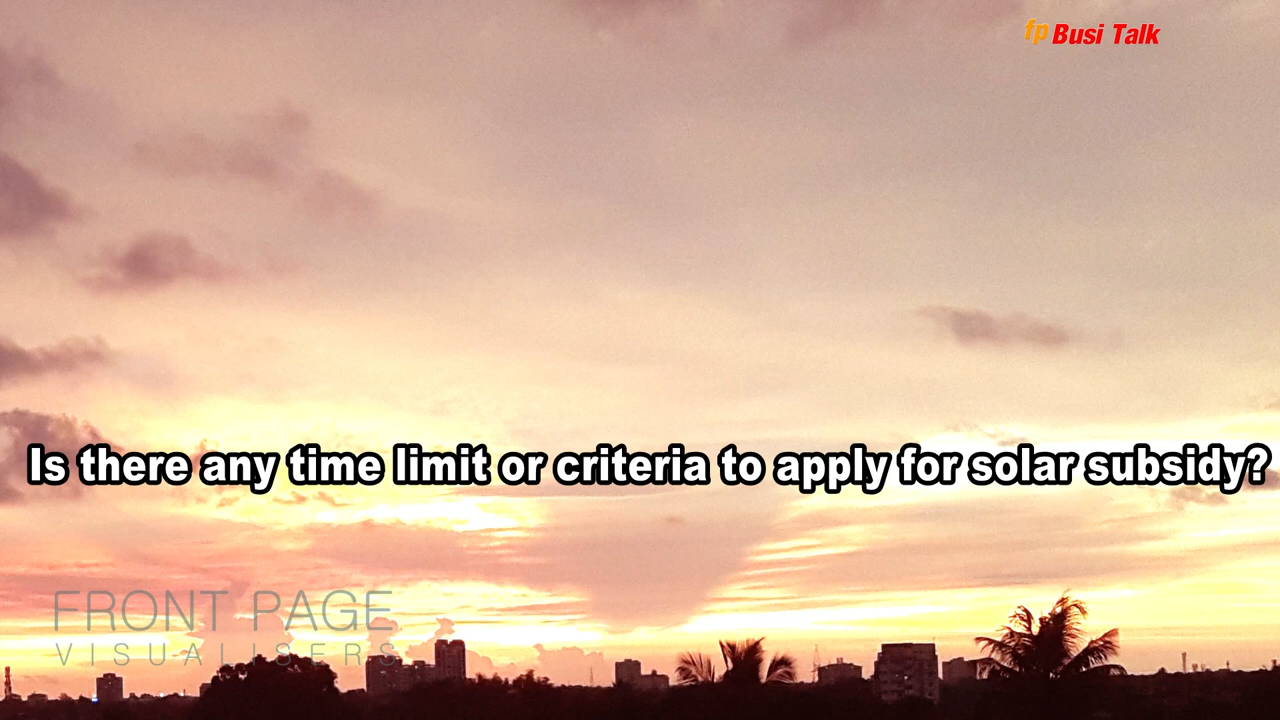 fp Busi Talk
Is there any time limit or criteria to apply for solar subsidy?
FRONT PAGE
VISUALISERS